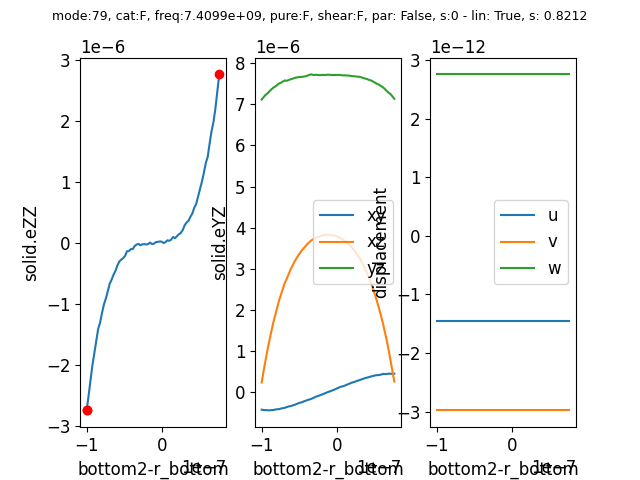 mode:79, cat:F, freq:7.4099e+09, pure:F, shear:F, par: False, s:0 - lin: True, s: 0.8212
1e−6
3
2
1
0
−1
−2
−3
solid.eZZ
−1
0
1e−7
bottom2-r_bottom
1e−6
8
7
6
5
4
3
2
1
0
solid.eYZ
xz
−1
0
1e−7
bottom2-r_bottom
1e−12
3
2
1
0
−1
−2
−3
displacement
u
v
w
−1
0
1e−7
bottom2-r_bottom